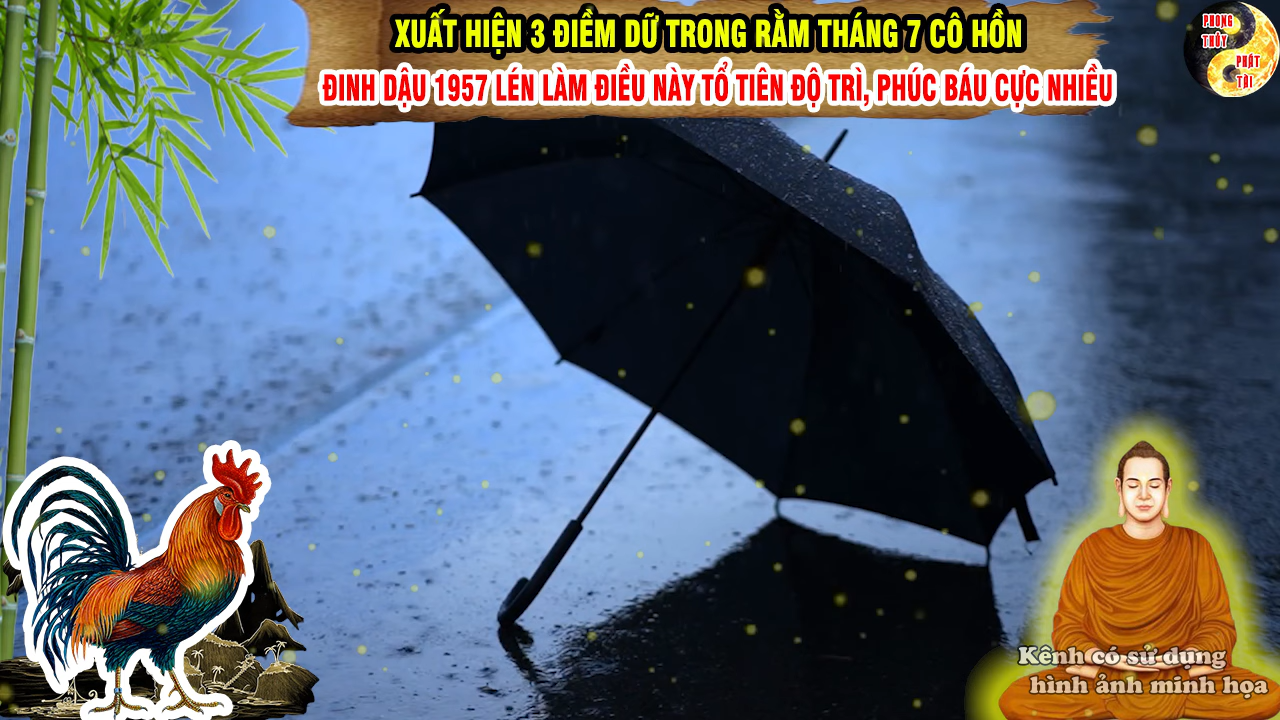 XUẤT HIỆN 3 ĐIỀM DỮ TRONG RẰM THÁNG 7 CÔ HỒN
ĐINH DẬU 1957 LÉN LÀM ĐIỀU NÀY TỔ TIÊN ĐỘ TRÌ, PHÚC BÁU CỰC NHIỀU
PHONG
THỦY
PHÁT
TÀI
Kênh có sử dụng
hình ảnh minh họa